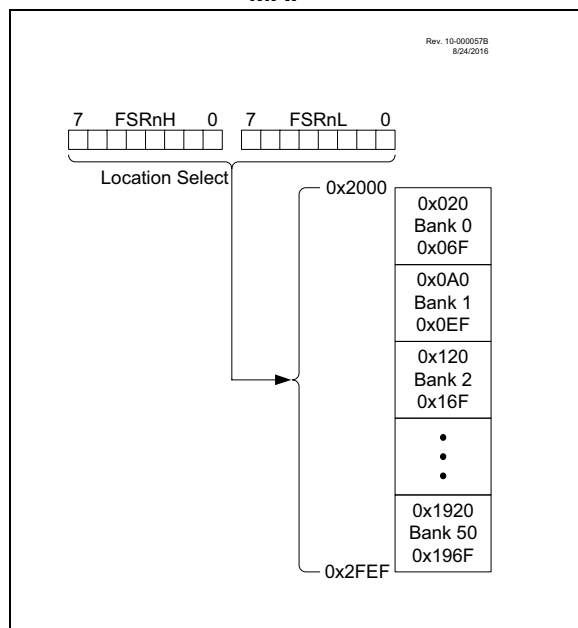 Rev. 10-000057B
8/24/2016
7 FSRnH 0 7 FSRnL 0
Location Select
0x2000
0x020
Bank 0
0x06F
0x0A0
Bank 1
0x0EF
0x120
Bank 2
0x16F
0x1920
Bank 50
0x196F
0x2FEF